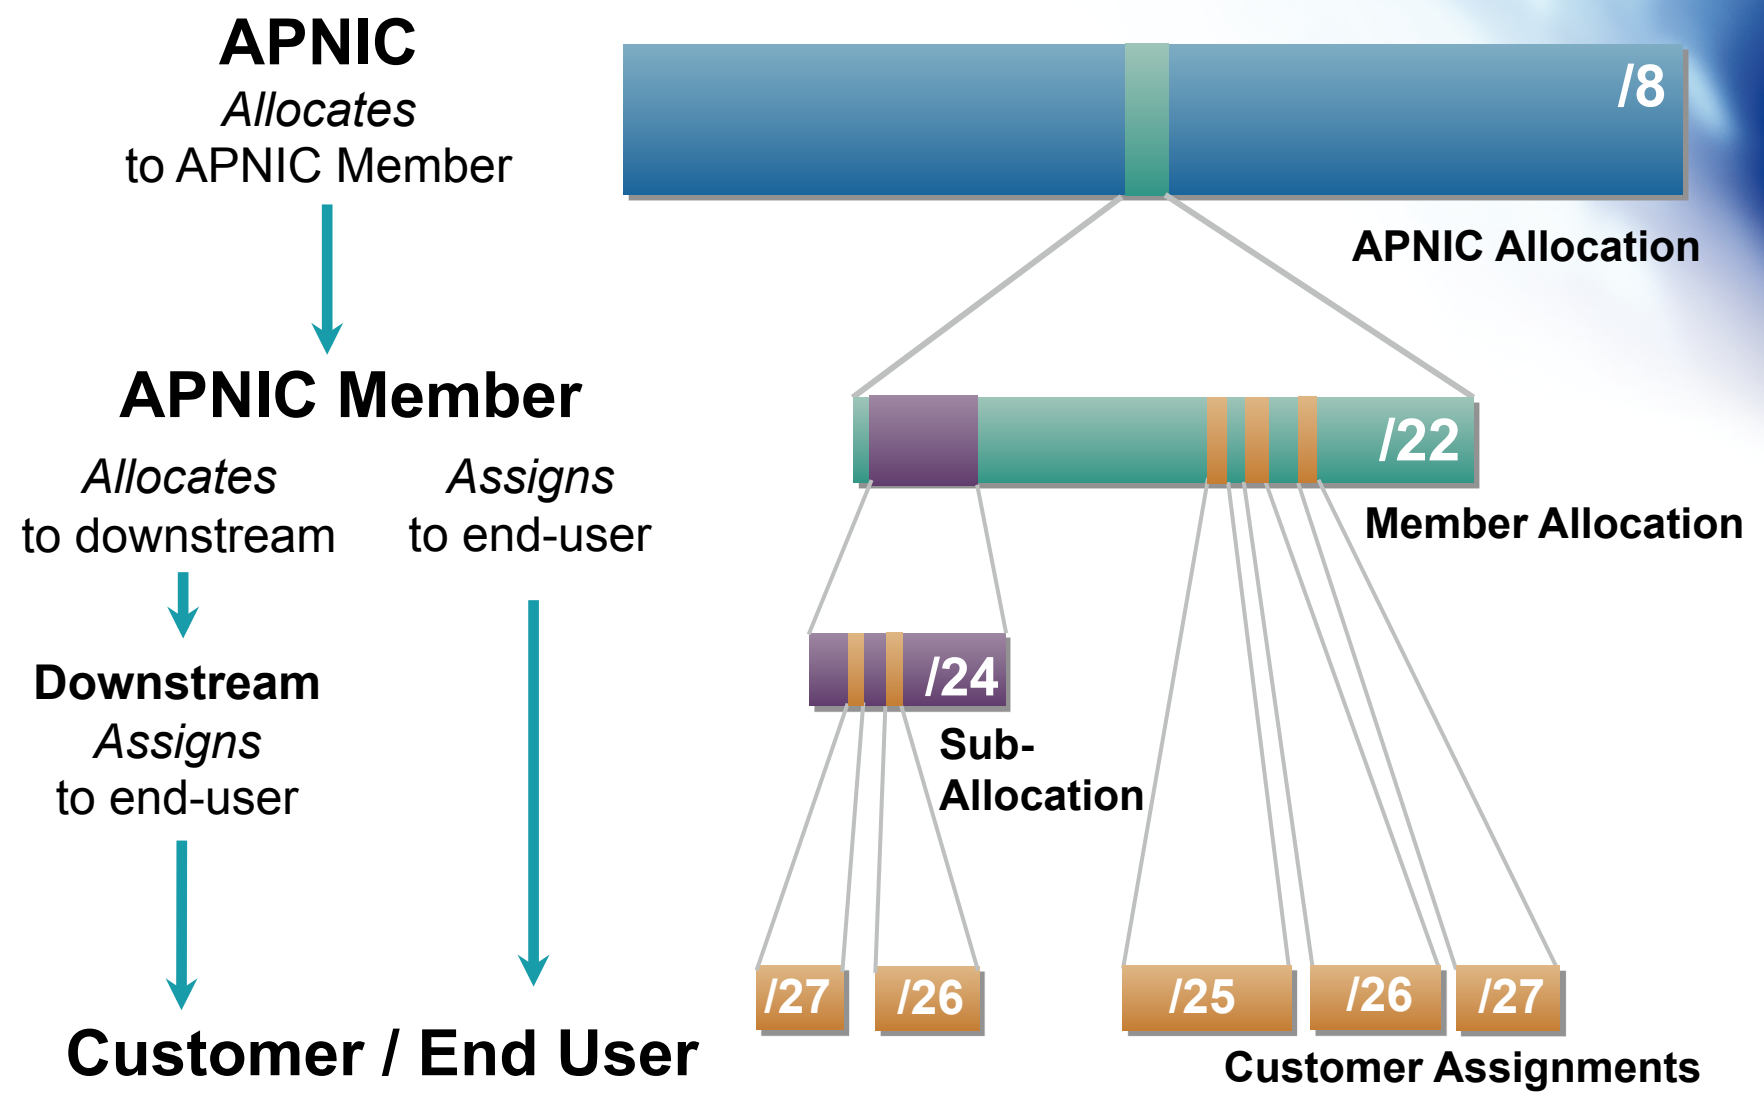 APNIC
Allocates
to APNIC Member
/8
APNIC Allocation
APNIC Member
/22
Member Allocation
Allocates
to downstream
Assigns
to end-user
Downstream
Assigns
to end-user
/24
Sub-
Allocation
/27
/26
/25
/26
/27
Customer / End User
Customer Assignments